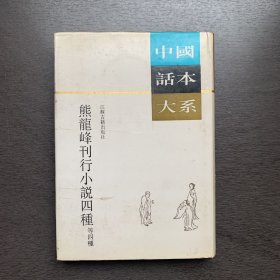 中國
話本
大系
熊龍峰刊行小説四種等四種
江蘇古籍出版社